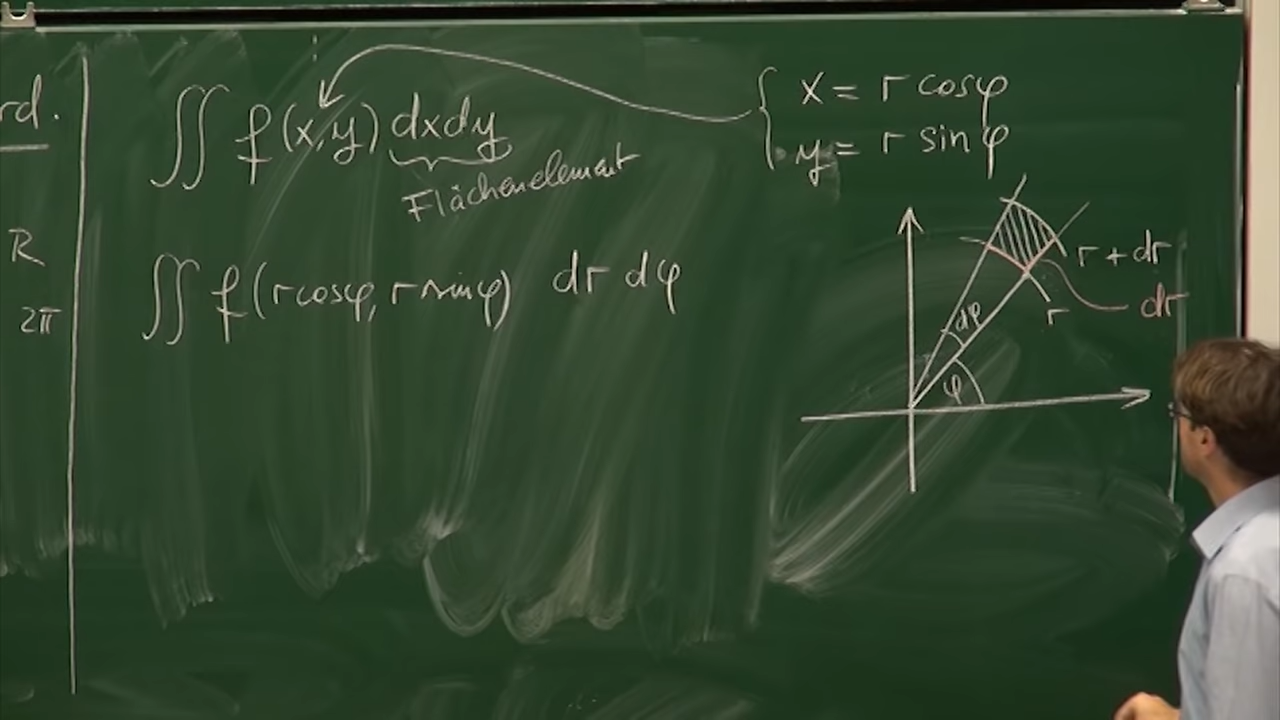 rd.
R
2π
∬ f(x,y) dxdy
Flächenelement
∬ f(r cosφ, r sinφ) dr dφ
x = r cosφ
y = r sinφ
r + dr
dr
r
dφ
φ